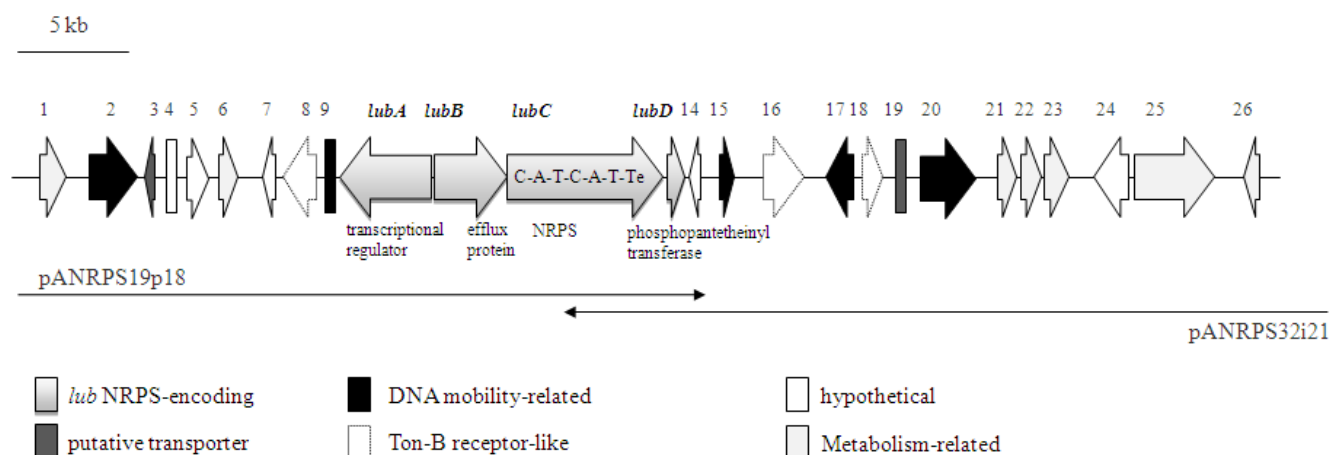 5 kb
1 2 3 4 5 6 7 8 9 lubA lubB lubC lubD 14 15 16 17 18 19 20 21 22 23 24 25 26
C-A-T-C-A-T-Te
transcriptional efflux NRPS phosphopantetheinyl
regulator protein transferase
pANRPS19p18
pANRPS32i21
lub NRPS-encoding DNA mobility-related hypothetical
putative transporter Ton-B receptor-like Metabolism-related